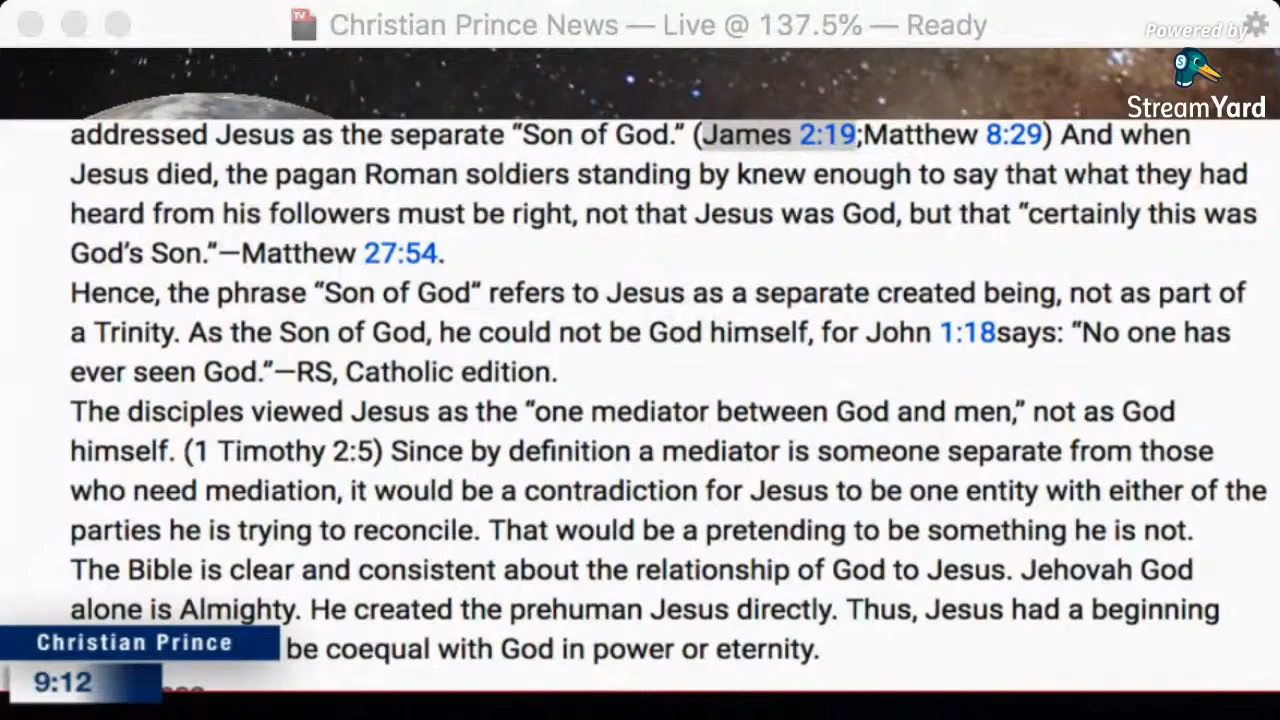 Christian Prince News — Live @ 137.5% — Ready
Powered by
StreamYard
addressed Jesus as the separate “Son of God.” (James 2:19;Matthew 8:29) And when
Jesus died, the pagan Roman soldiers standing by knew enough to say that what they had
heard from his followers must be right, not that Jesus was God, but that “certainly this was
God’s Son.”—Matthew 27:54.
Hence, the phrase “Son of God” refers to Jesus as a separate created being, not as part of
a Trinity. As the Son of God, he could not be God himself, for John 1:18says: “No one has
ever seen God.”—RS, Catholic edition.
The disciples viewed Jesus as the “one mediator between God and men,” not as God
himself. (1 Timothy 2:5) Since by definition a mediator is someone separate from those
who need mediation, it would be a contradiction for Jesus to be one entity with either of the
parties he is trying to reconcile. That would be a pretending to be something he is not.
The Bible is clear and consistent about the relationship of God to Jesus. Jehovah God
alone is Almighty. He created the prehuman Jesus directly. Thus, Jesus had a beginning
be coequal with God in power or eternity.
Christian Prince
9:12